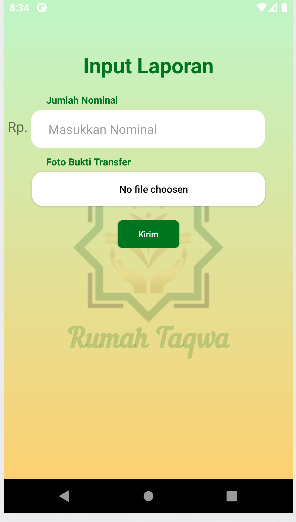 8:34
Input Laporan
Jumlah Nominal
Rp. Masukkan Nominal
Foto Bukti Transfer
No file choosen
Kirim
Rumah Taqwa